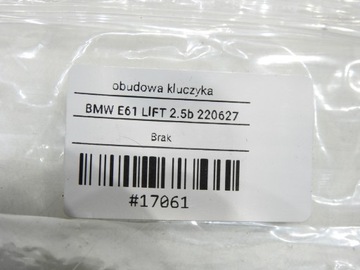 obudowa kluczyka
BMW E61 LIFT 2.5b 220627
Brak
#17061